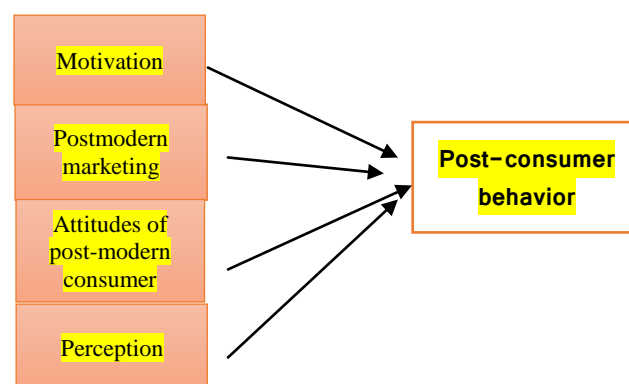 Motivation
Postmodern
marketing
Attitudes of
post-modern
consumer
Perception
Post-consumer
behavior